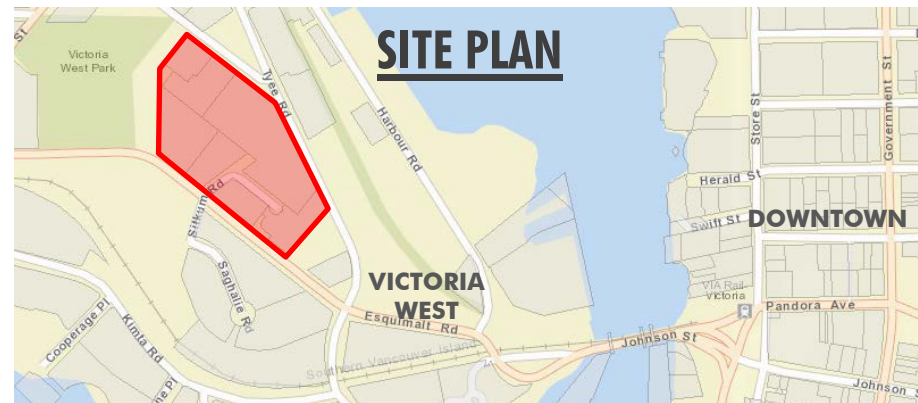 St
SITE PLAN
Victoria
West Park
Tyee Rd
Harbour Rd
Store St
Government St
Herald St
Sitkum Rd
Swift St
DOWNTOWN
Saghalie Rd
VICTORIA
WEST
VIA Rail
Victoria
Pandora Ave
Esquimalt Rd
Johnson St
Cooperage Pl
Kimta Rd
Southern Vancouver Island
Johnson S
ne Pl